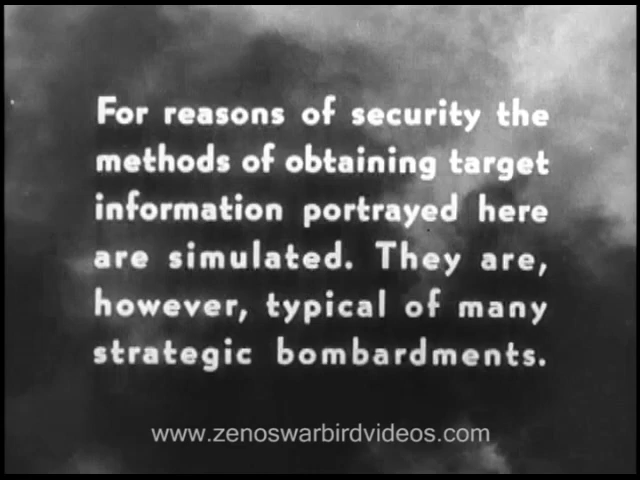 For reasons of security the
methods of obtaining target
information portrayed here
are simulated. They are,
however, typical of many
strategic bombardments.
www.zenoswarbirdvideos.com